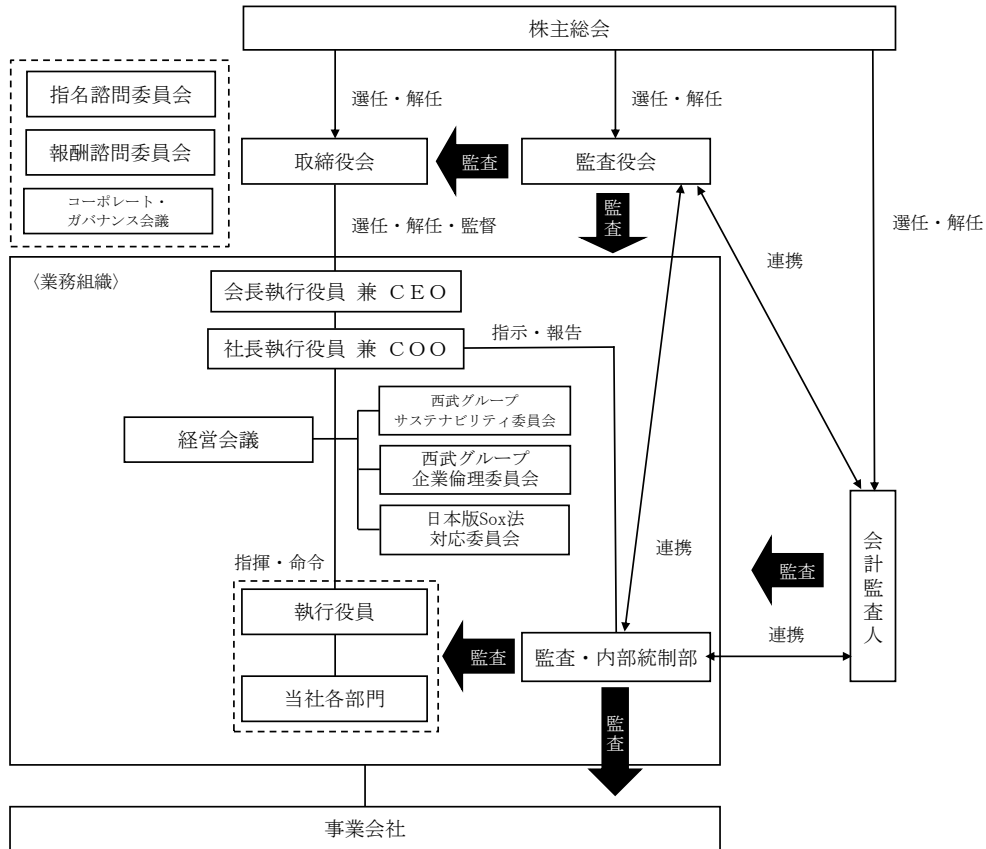 株主総会
指名諮問委員会
報酬諮問委員会
コーポレート・
ガバナンス会議
選任・解任
選任・解任
取締役会
監査
監査役会
監査
選任・解任・監督
連携
選任・解任
〈業務組織〉
会長執行役員 兼 ＣＥＯ
社長執行役員 兼 ＣＯＯ
指示・報告
経営会議
西武グループ
サステナビリティ委員会
西武グループ
企業倫理委員会
日本版Sox法
対応委員会
連携
指揮・命令
執行役員
当社各部門
監査
監査・内部統制部
監査
連携
会計監査人
監査
事業会社